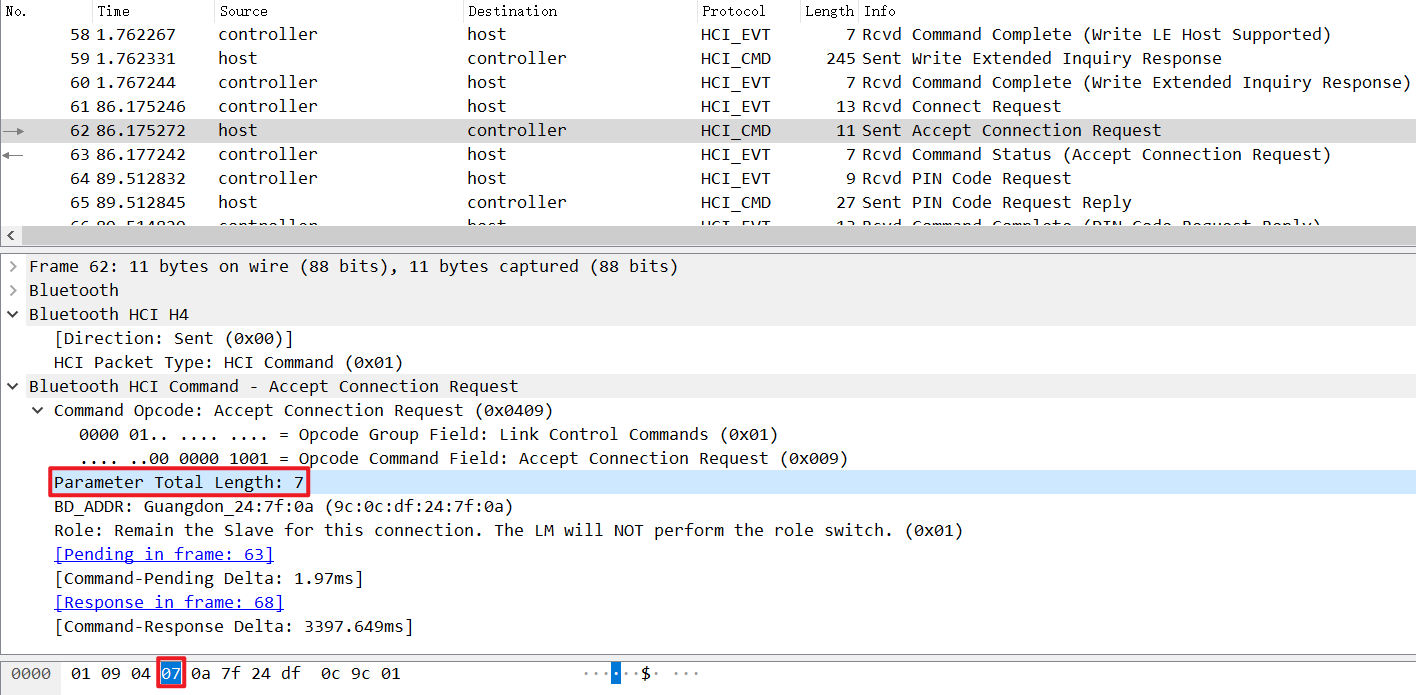 No. Time Source Destination Protocol Length Info
58 1.762267 controller host HCI_EVT 7 Rcvd Command Complete (Write LE Host Supported)
59 1.762331 host controller HCI_CMD 245 Sent Write Extended Inquiry Response
60 1.767244 controller host HCI_EVT 7 Rcvd Command Complete (Write Extended Inquiry Response)
61 86.175246 controller host HCI_EVT 13 Rcvd Connect Request
62 86.175272 host controller HCI_CMD 11 Sent Accept Connection Request
63 86.177242 controller host HCI_EVT 7 Rcvd Command Status (Accept Connection Request)
64 89.512832 controller host HCI_EVT 9 Rcvd PIN Code Request
65 89.512845 host controller HCI_CMD 27 Sent PIN Code Request Reply
Frame 62: 11 bytes on wire (88 bits), 11 bytes captured (88 bits)
Bluetooth
Bluetooth HCI H4
[Direction: Sent (0x00)]
HCI Packet Type: HCI Command (0x01)
Bluetooth HCI Command - Accept Connection Request
Command Opcode: Accept Connection Request (0x0409)
0000 01.. .... .... = Opcode Group Field: Link Control Commands (0x01)
.... ..00 0000 1001 = Opcode Command Field: Accept Connection Request (0x009)
Parameter Total Length: 7
BD_ADDR: Guangdon_24:7f:0a (9c:0c:df:24:7f:0a)
Role: Remain the Slave for this connection. The LM will NOT perform the role switch. (0x01)
[Pending in frame: 63]
[Command-Pending Delta: 1.97ms]
[Response in frame: 68]
[Command-Response Delta: 3397.649ms]
0000 01 09 04 07 0a 7f 24 df 0c 9c 01 ······$· ···